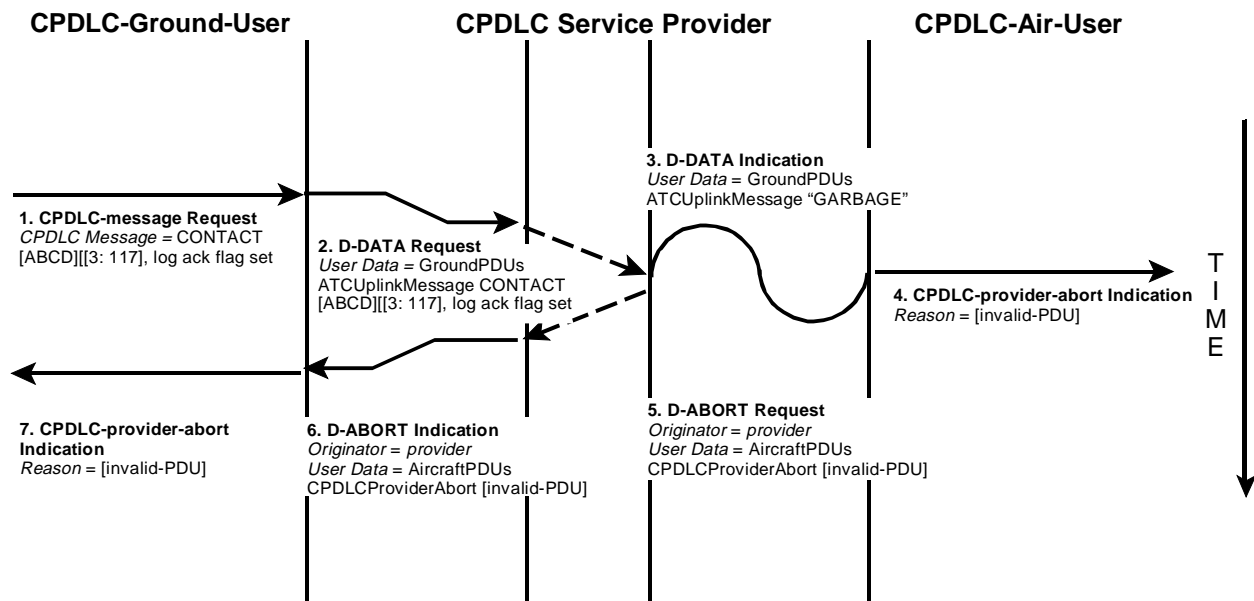 CPDLC-Ground-User
CPDLC Service Provider
CPDLC-Air-User
1. CPDLC-message Request
CPDLC Message = CONTACT
[ABCD][[3: 117], log ack flag set
2. D-DATA Request
User Data = GroundPDUs
ATCUplinkMessage CONTACT
[ABCD][[3: 117], log ack flag set
3. D-DATA Indication
User Data = GroundPDUs
ATCUplinkMessage “GARBAGE”
4. CPDLC-provider-abort Indication
Reason = [invalid-PDU]
T
I
M
E
7. CPDLC-provider-abort
Indication
Reason = [invalid-PDU]
6. D-ABORT Indication
Originator = provider
User Data = AircraftPDUs
CPDLCProviderAbort [invalid-PDU]
5. D-ABORT Request
Originator = provider
User Data = AircraftPDUs
CPDLCProviderAbort [invalid-PDU]